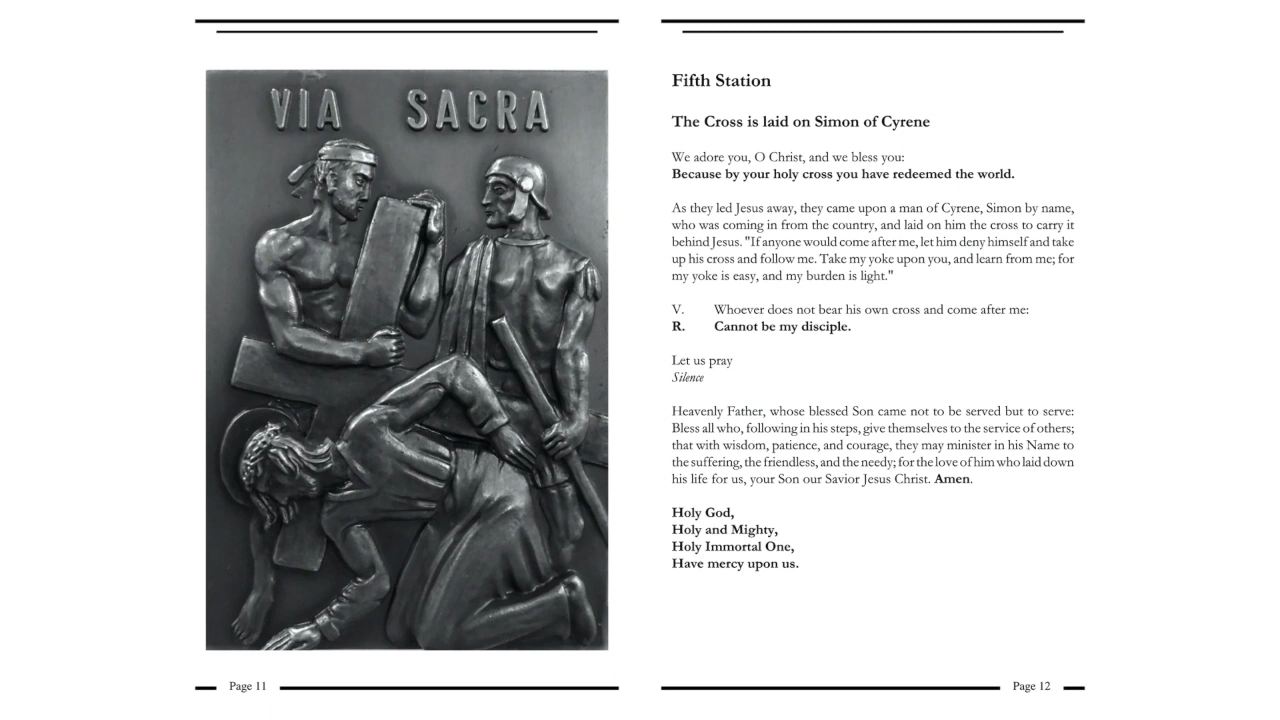 VIA SACRA
Page 11
Fifth Station
The Cross is laid on Simon of Cyrene
We adore you, O Christ, and we bless you:
Because by your holy cross you have redeemed the world.
As they led Jesus away, they came upon a man of Cyrene, Simon by name,
who was coming in from the country, and laid on him the cross to carry it
behind Jesus. "If anyone would come after me, let him deny himself and take
up his cross and follow me. Take my yoke upon you, and learn from me; for
my yoke is easy, and my burden is light."
V. Whoever does not bear his own cross and come after me:
R. Cannot be my disciple.
Let us pray
Silence
Heavenly Father, whose blessed Son came not to be served but to serve:
Bless all who, following in his steps, give themselves to the service of others;
that with wisdom, patience, and courage, they may minister in his Name to
the suffering, the friendless, and the needy; for the love of him who laid down
his life for us, your Son our Savior Jesus Christ. Amen.
Holy God,
Holy and Mighty,
Holy Immortal One,
Have mercy upon us.
Page 12